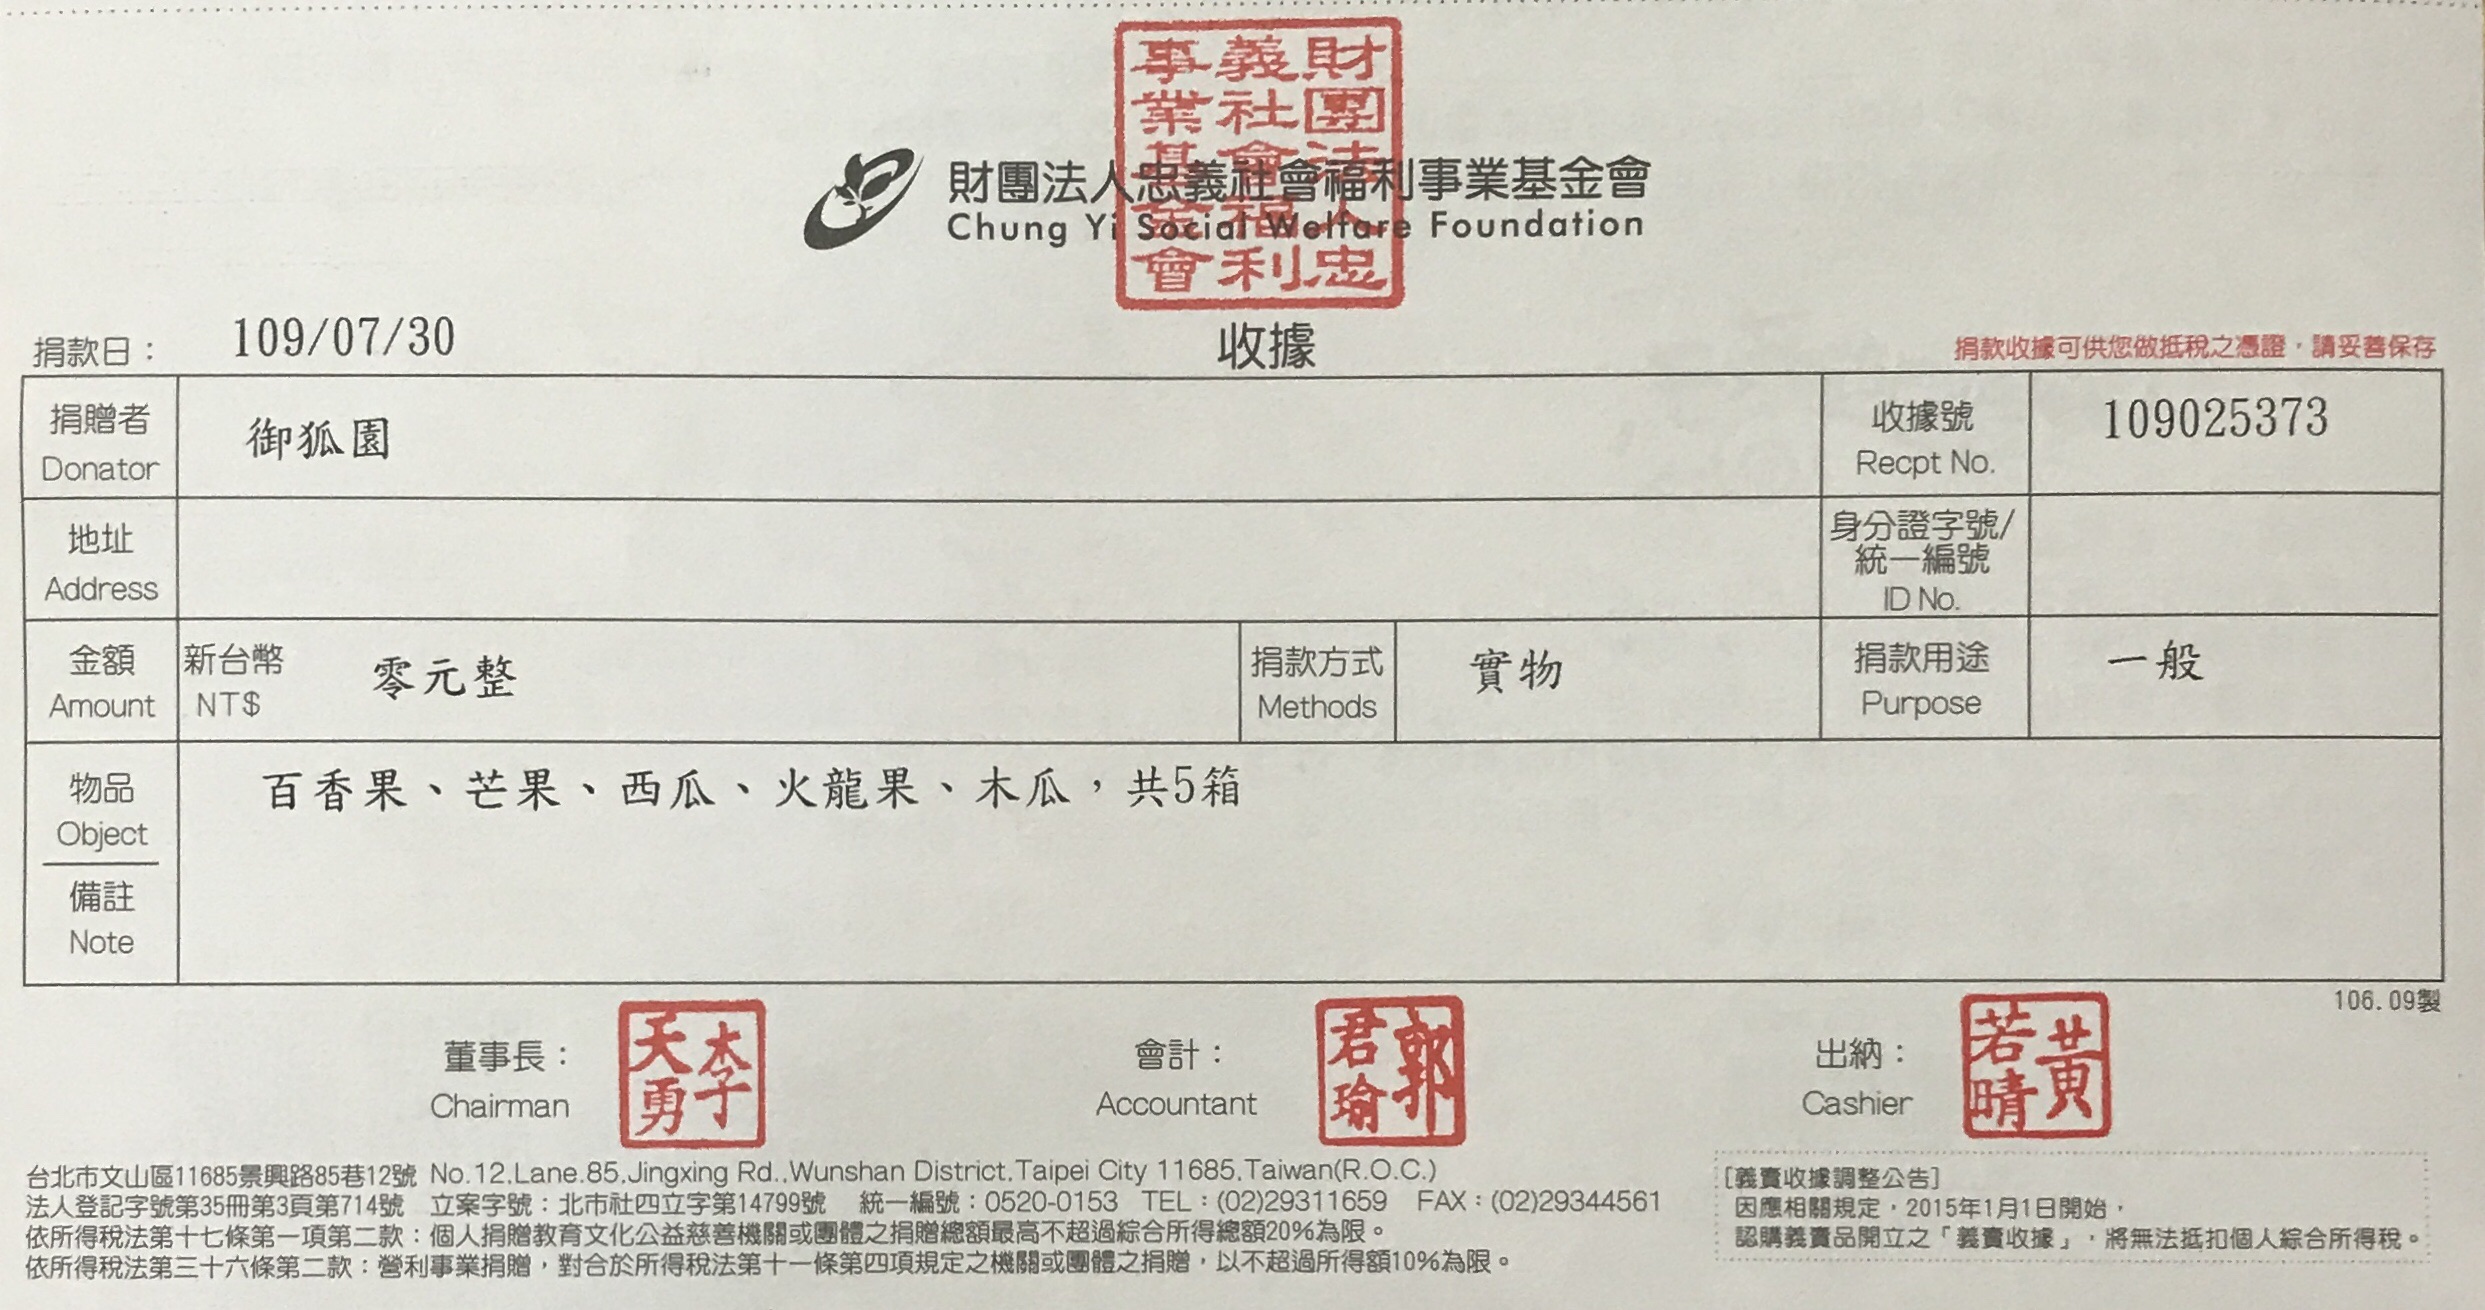 財團法人忠義社會福利事業基金會
財團法人忠義社會福利事業基金會
Chung Yi Social Welfare Foundation
捐款日： 109/07/30
收據
捐款收據可供您做抵稅之憑證，請妥善保存
捐贈者
Donator
御狐園
收據號
Recpt No.
109025373
地址
Address
身分證字號/
統一編號
ID No.
金額
Amount
新台幣
NT$
零元整
捐款方式
Methods
實物
捐款用途
Purpose
一般
物品
Object
百香果、芒果、西瓜、火龍果、木瓜，共5箱
備註
Note
106.09製
董事長：
Chairman
李天勇
會計：
Accountant
郭君瑜
出納：
Cashier
黃若晴
台北市文山區11685景興路85巷12號 No.12,Lane.85,Jingxing Rd.,Wunshan District,Taipei City 11685,Taiwan(R.O.C.)
法人登記字號第35冊第3頁第714號 立案字號：北市社四立字第14799號 統一編號：0520-0153 TEL：(02)29311659 FAX：(02)29344561
依所得稅法第十七條第一項第二款：個人捐贈教育文化公益慈善機關或團體之捐贈總額最高不超過綜合所得總額20%為限。
依所得稅法第三十六條第二款：營利事業捐贈，對合於所得稅法第十一條第四項規定之機關或團體之捐贈，以不超過所得額10%為限。
[義賣收據調整公告]
因應相關規定，2015年1月1日開始，
認購義賣品開立之「義賣收據」，將無法抵扣個人綜合所得稅。